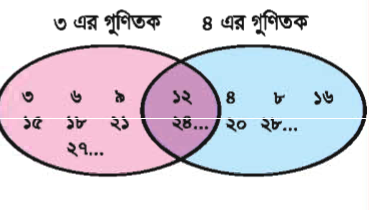 ৩ এর গুণিতক ৪ এর গুণিতক
৩ ৬ ৯ ১২ ৪ ৮ ১৬
১৫ ১৮ ২১ ২৪... ২০ ২৮...
২৭...